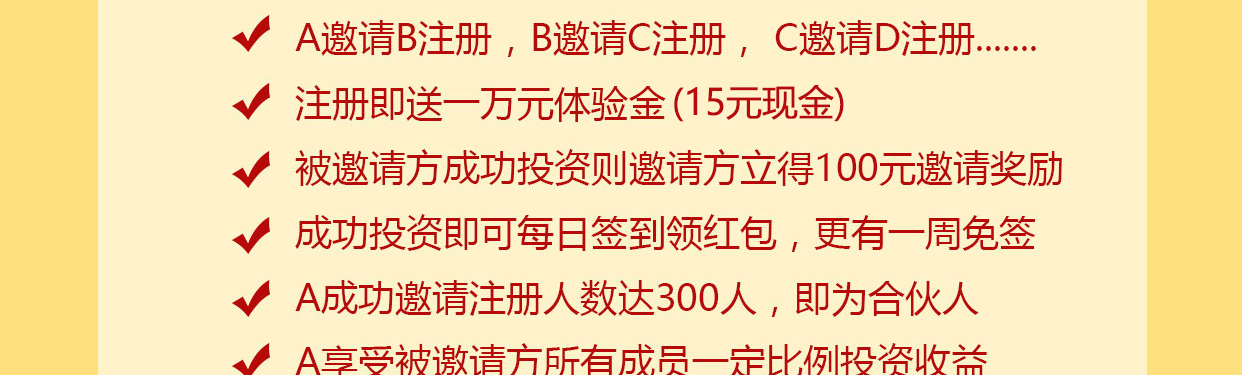 A邀请B注册，B邀请C注册， C邀请D注册.......
注册即送一万元体验金(15元现金)
被邀请方成功投资则邀请方立得100元邀请奖励
成功投资即可每日签到领红包，更有一周免签
A成功邀请注册人数达300人，即为合伙人
A享受被邀请方所有成员一定比例投资收益